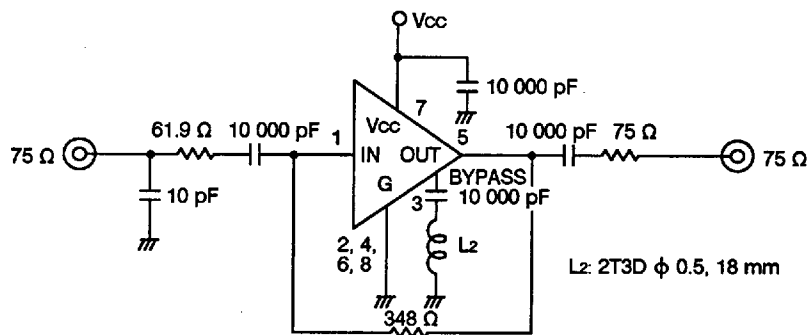 Vcc
10 000 pF
7
Vcc
61.9 Ω
10 000 pF
1
5
10 000 pF
75 Ω
75 Ω
IN
OUT
75 Ω
G
BYPASS
10 pF
3
10 000 pF
2, 4,
6, 8
L2
L2: 2T3D ϕ 0.5, 18 mm
348 Ω